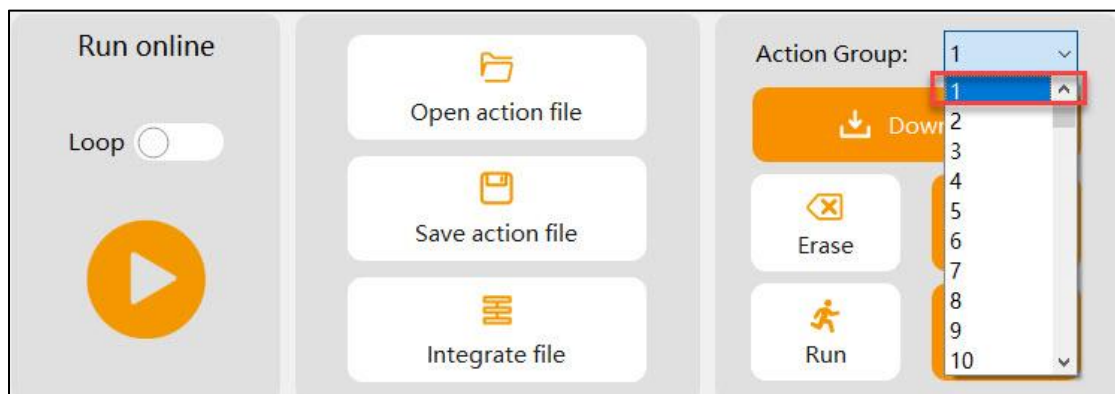 Run online
Loop
Open action file
Save action file
Integrate file
Action Group:
1
1
2
3
4
5
6
7
8
9
10
Erase
Run